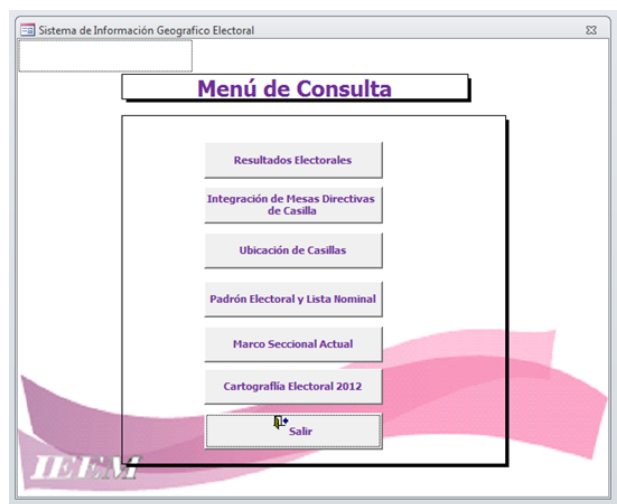 Sistema de Información Geografico Electoral
Menú de Consulta
Resultados Electorales
Integración de Mesas Directivas
de Casilla
Ubicación de Casillas
Padrón Electoral y Lista Nominal
Marco Seccional Actual
Cartograflía Electoral 2012
Salir
IEEM